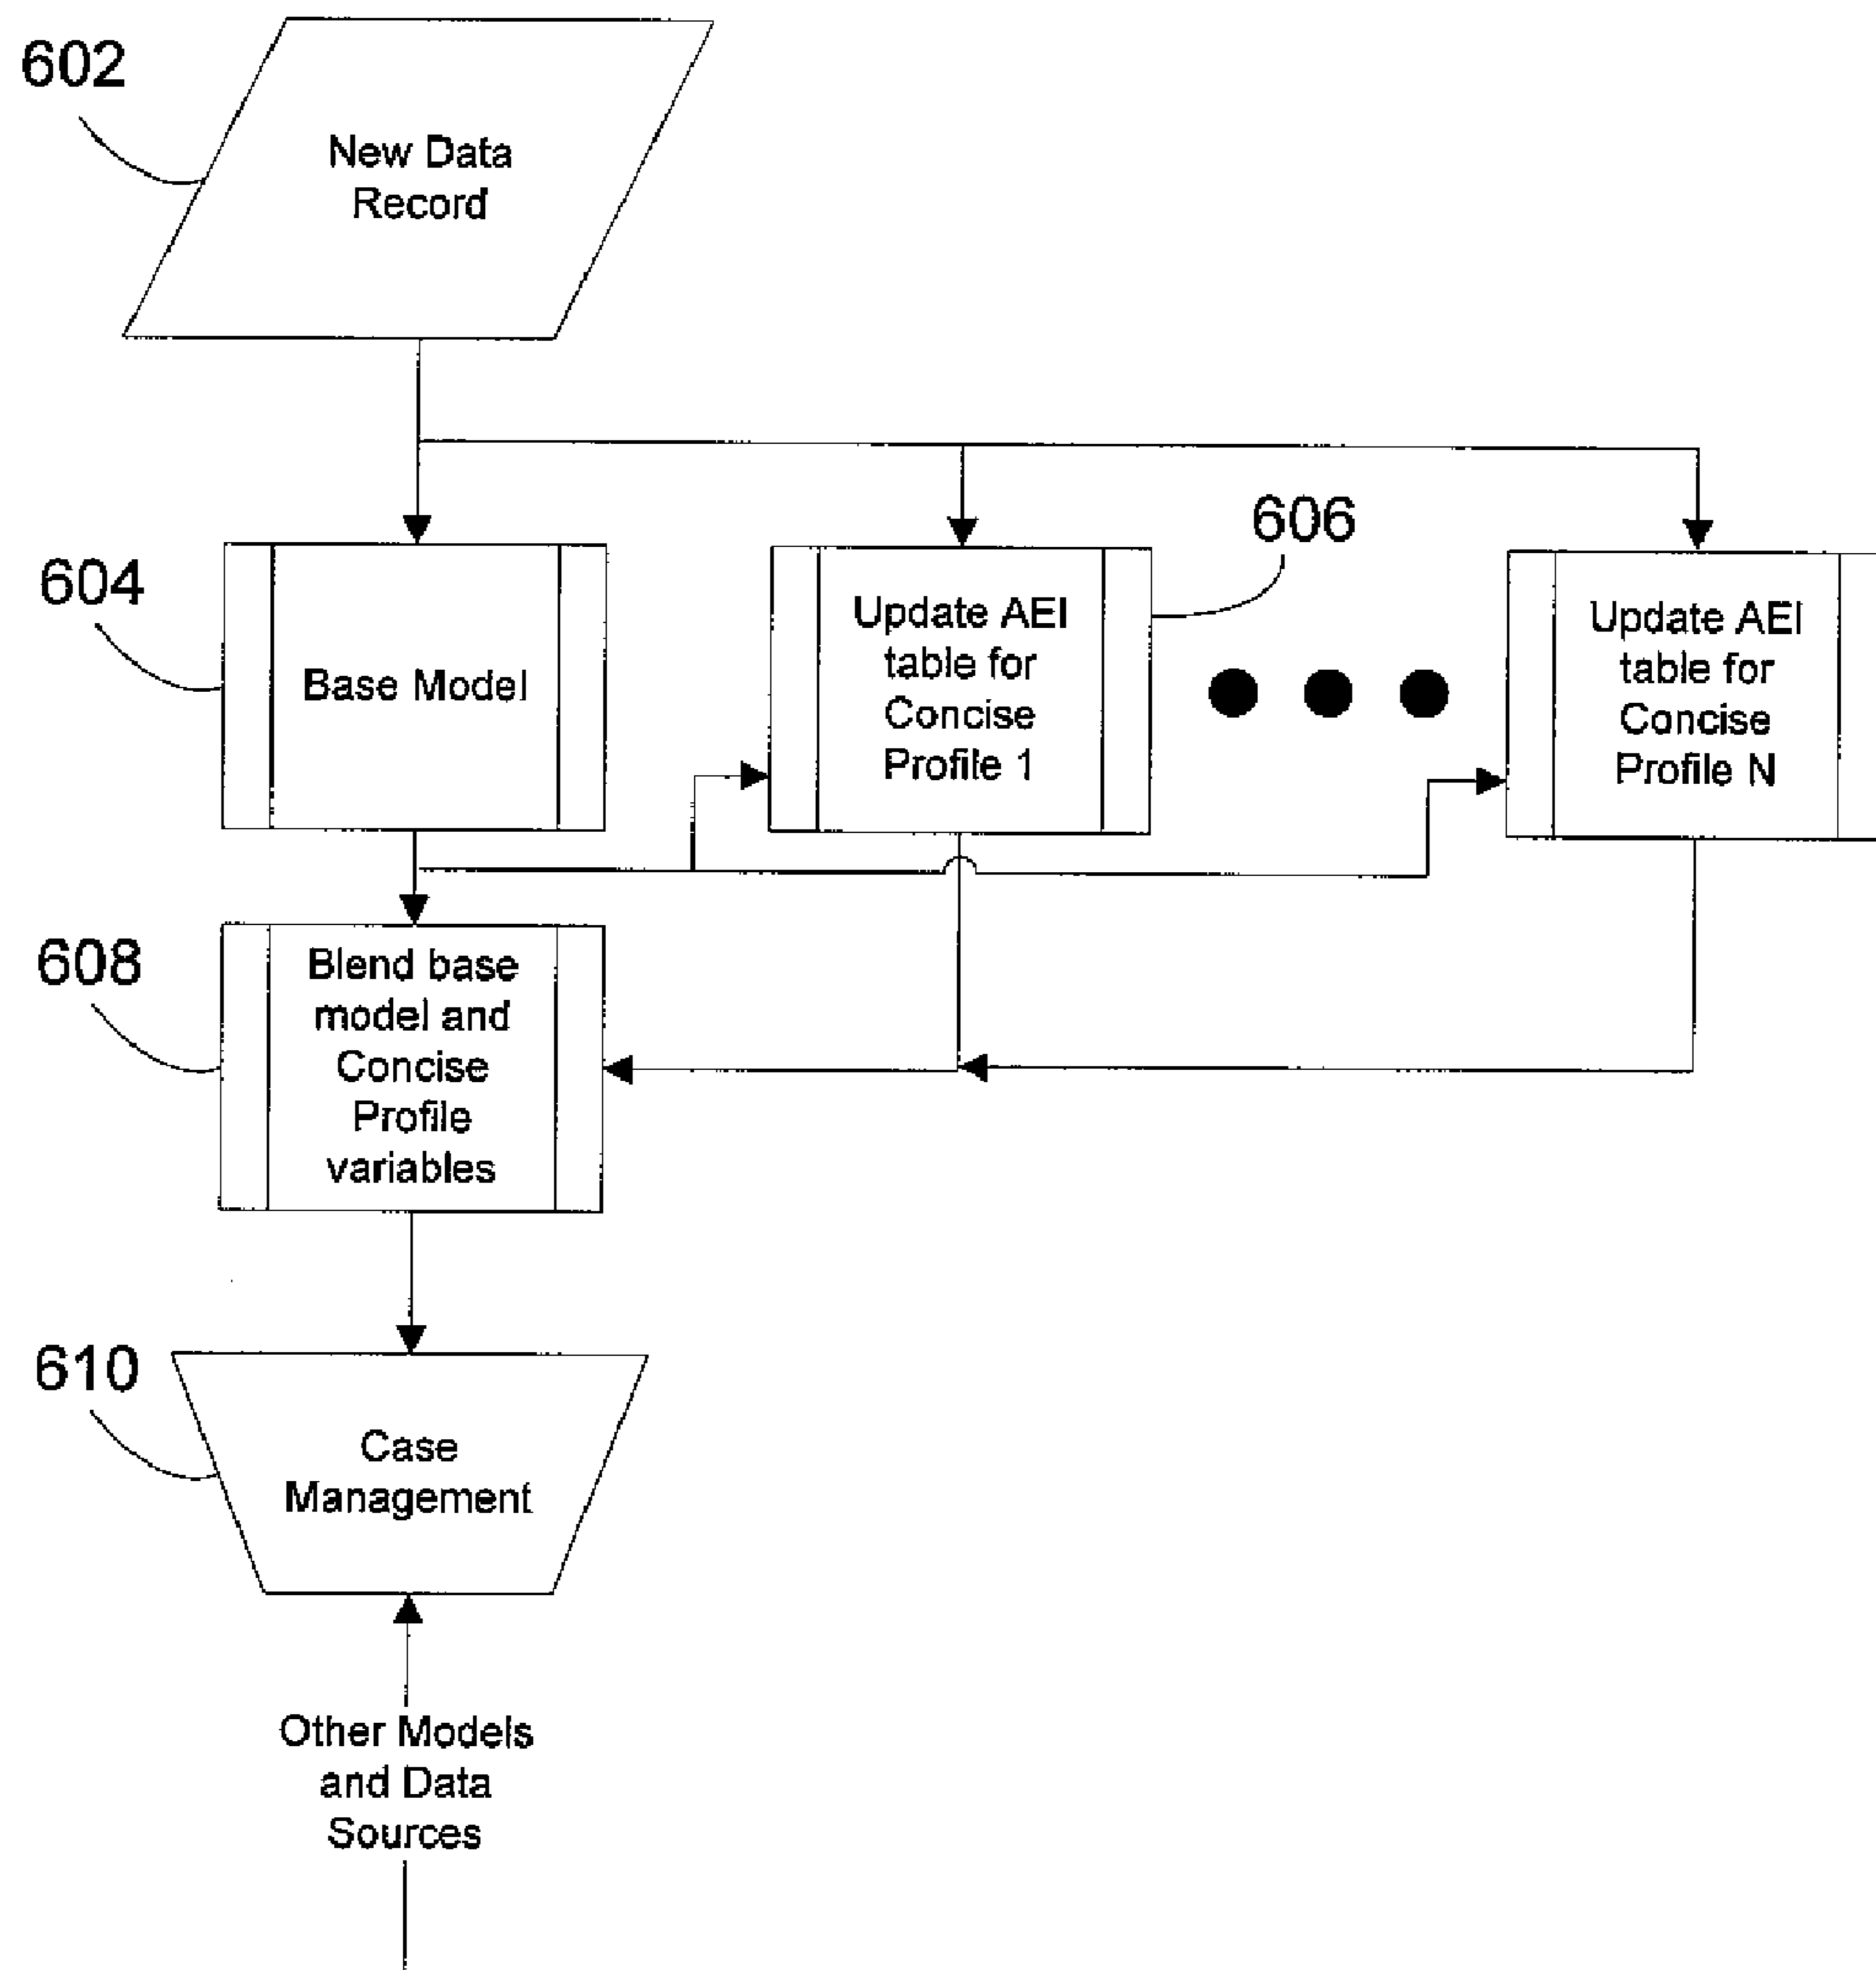 602
New Data
Record
604
Base Model
606
Update AEI
table for
Concise
Profile 1
Update AEI
table for
Concise
Profile N
608
Blend base
model and
Concise
Profile
variables
610
Case
Management
Other Models
and Data
Sources